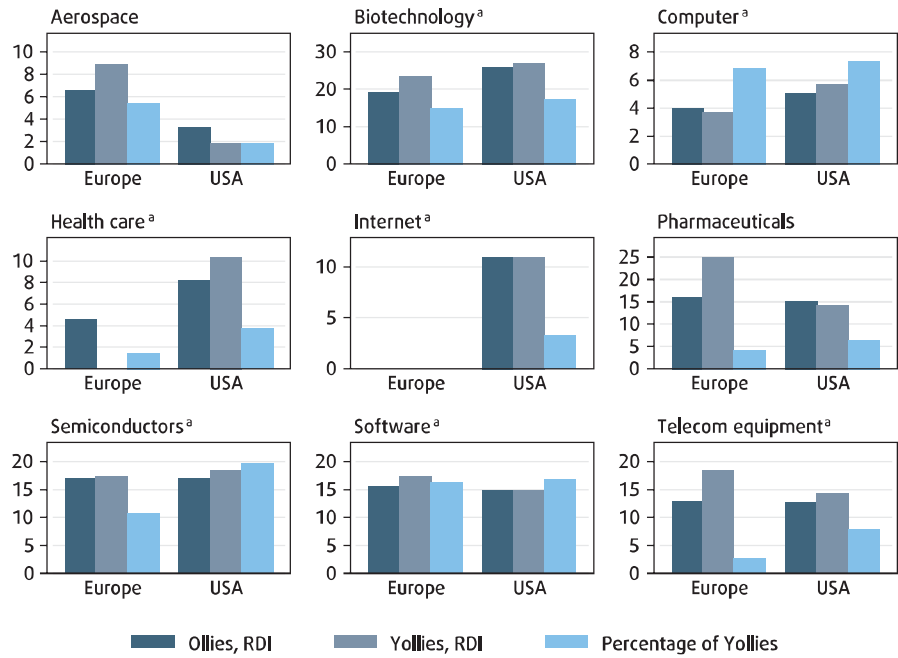 Aerospace
10
8
6
4
2
0
Europe USA
Biotechnology ª
30
20
10
0
Europe USA
Computer ª
8
6
4
2
0
Europe USA
Health care ª
10
8
6
4
2
0
Europe USA
Internet ª
10
5
0
Europe USA
Pharmaceuticals
25
20
15
10
5
0
Europe USA
Semiconductors ª
20
15
10
5
0
Europe USA
Software ª
20
15
10
5
0
Europe USA
Telecom equipment ª
20
15
10
5
0
Europe USA
Ollies, RDI Yollies, RDI Percentage of Yollies